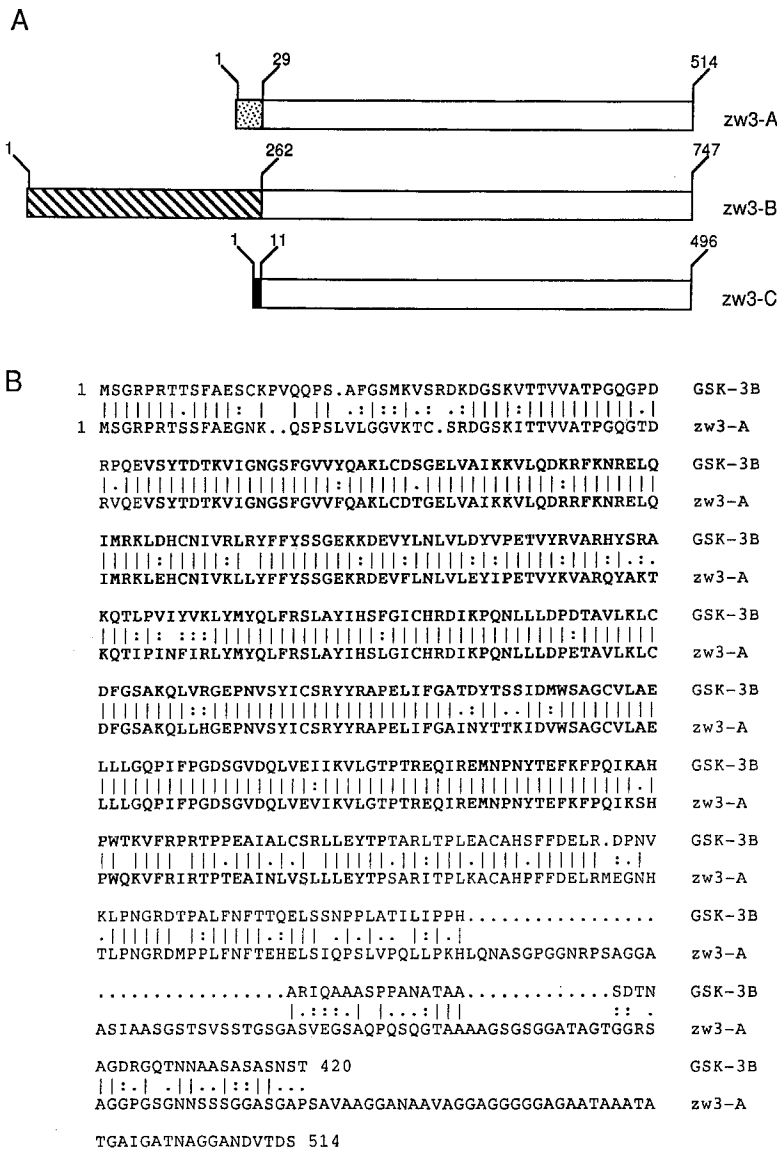 A
1 29 514
zw3-A
1 262 747
zw3-B
1 11 496
zw3-C
B
1 MSGRPRTTSFAESCKPVQQPS.AFGSMKVSRDKDGSKVTTVVATPGQGPD GSK-3B
1 MSGRPRTSSFAEGNK..QSPSLVLGGVKTC.SRDGSKITTVVATPGQGTD zw3-A
RPQEVSYTDTKVIGNGSFGVVYQAKLCDSGELVAIKKVLQDKRFKNRELQ GSK-3B
RVQEVSYTDTKVIGNGSFGVVFQAKLCDTGELVAIKKVLQDRRFKNRELQ zw3-A
IMRKLDHCNIVRLRYFFYSSGEKKDEVYLNLVLDYVPETVYRVARHYSRA GSK-3B
IMRKLEHCNIVKLLYFFYSSGEKRDEVFLNLVLEYIPETVYKVARQYAKT zw3-A
KQTLPVIYVKLYMYQLFRSLAYIHSFGICHRDIKPQNLLLDPDTAVLKLC GSK-3B
KQTIPINFIRLYMYQLFRSLAYIHSLGICHRDIKPQNLLLDPETAVLKLC zw3-A
DFGSAKQLVRGEPNVSYICSRYYRAPELIFGATDYTSSIDMWSAGCVLAE GSK-3B
DFGSAKQLLHGEPNVSYICSRYYRAPELIFGAINYTTKIDVWSAGCVLAE zw3-A
LLLGQPIFPGDSGVDQLVEIIKVLGTPTREQIREMNPNYTEFKFPQIKAH GSK-3B
LLLGQPIFPGDSGVDQLVEVIKVLGTPTREQIREMNPNYTEFKFPQIKSH zw3-A
PWTKVFRPRTPPEAIALCSRLLEYTPTARLTPLEACAHSFFDELR.DPNV GSK-3B
PWQKVFRIRTPTEAINLVSLLLEYTPSARITPLKACAHPFFDELRMEGNH zw3-A
KLPNGRDTPALFNFTTQELSSNPPLATILIPPH................. GSK-3B
TLPNGRDMPPLFNFTEHELSIQPSLVPQLLPKHLQNASGPGGNRPSAGGA zw3-A
.................ARIQAAASPPANATAA.............SDTN GSK-3B
ASIAASGSTSVSSTGSGASVEGSAQPQSQGTAAAAGSGSGGATAGTGGRS zw3-A
AGDRGQTNNAASASASNST 420 GSK-3B
AGGPGSGNNSSSGGASGAPSAVAAGGANAAVAGGAGGGGGAGAATAAATA zw3-A
TGAIGATNAGGANDVTDS 514